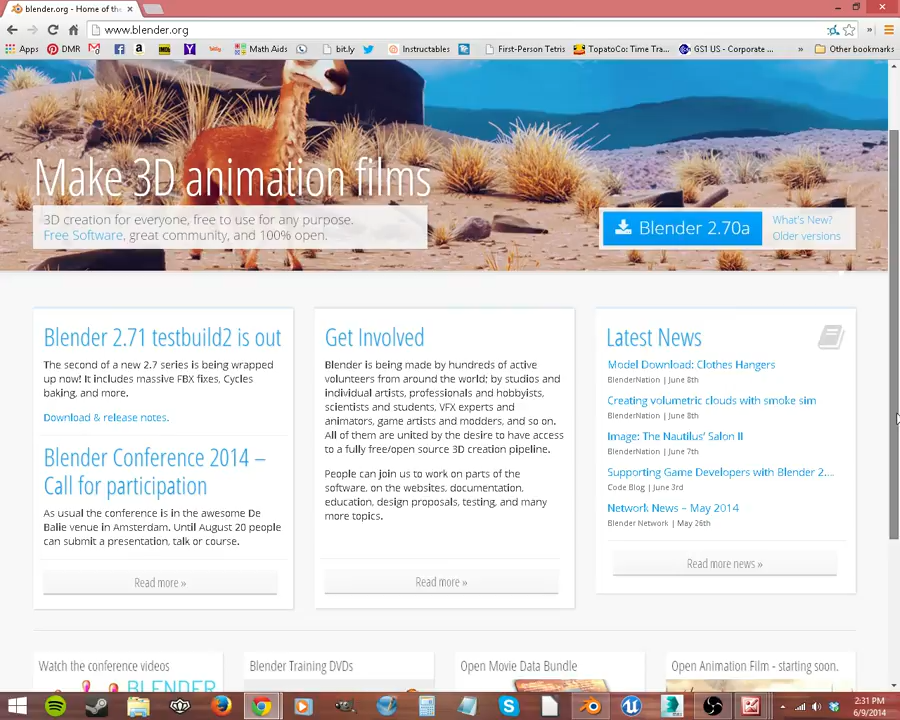 blender.org - Home of the
www.blender.org
Apps
DMR
bit.ly
Math Aids
Instructables
First-Person Tetris
TopatoCo: Time Tra...
GS1 US - Corporate ...
»
Other bookmarks
Make 3D animation films
3D creation for everyone, free to use for any purpose.
Free Software, great community, and 100% open.
Blender 2.70a
What's New?
Older versions
Blender 2.71 testbuild2 is out
The second of a new 2.7 series is being wrapped
up now! It includes massive FBX fixes, Cycles
baking, and more.
Download & release notes.
Blender Conference 2014 –
Call for participation
As usual the conference is in the awesome De
Balie venue in Amsterdam. Until August 20 people
can submit a presentation, talk or course.
Read more »
Get Involved
Blender is being made by hundreds of active
volunteers from around the world; by studios and
individual artists, professionals and hobbyists,
scientists and students, VFX experts and
animators, game artists and modders, and so on.
All of them are united by the desire to have access
to a fully free/open source 3D creation pipeline.
People can join us to work on parts of the
software, on the websites, documentation,
education, design proposals, testing, and many
more topics.
Read more »
Latest News
Model Download: Clothes Hangers
BlenderNation | June 8th
Creating volumetric clouds with smoke sim
BlenderNation | June 8th
Image: The Nautilus' Salon II
BlenderNation | June 7th
Supporting Game Developers with Blender 2....
Code Blog | June 3rd
Network News – May 2014
Blender Network | May 26th
Read more news »
Watch the conference videos
BLENDER
Blender Training DVDs
Open Movie Data Bundle
Open Animation Film - starting soon.
2:31 PM
6/9/2014